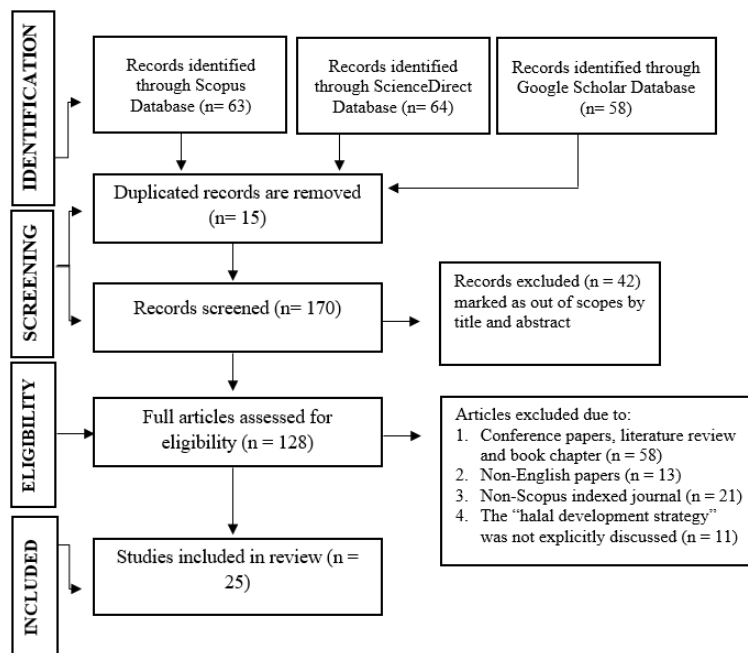 IDENTIFICATION
Records identified
through Scopus
Database (n= 63)
Records identified
through ScienceDirect
Database (n= 64)
Records identified through
Google Scholar Database
(n= 58)
Duplicated records are removed
(n= 15)
SCREENING
Records screened (n= 170)
Records excluded (n = 42)
marked as out of scopes by
title and abstract
ELIGIBILITY
Full articles assessed for
eligibility (n = 128)
Articles excluded due to:
1. Conference papers, literature review
and book chapter (n = 58)
2. Non-English papers (n = 13)
3. Non-Scopus indexed journal (n = 21)
4. The “halal development strategy”
was not explicitly discussed (n = 11)
INCLUDED
Studies included in review (n =
25)